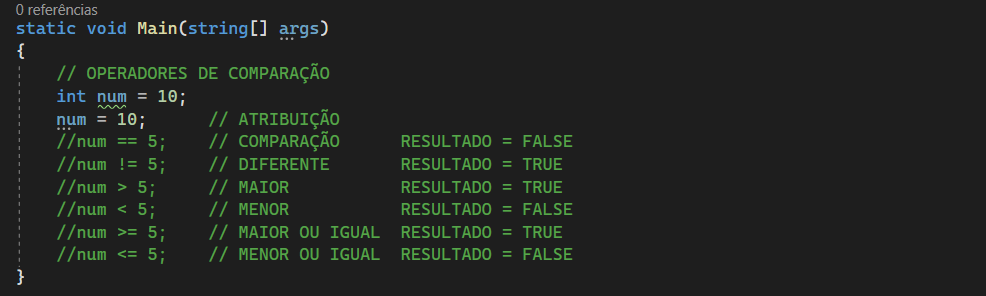 0 referências
static void Main(string[] args)
{
    // OPERADORES DE COMPARAÇÃO
    int num = 10;
    num = 10;      // ATRIBUIÇÃO
    //num == 5;    // COMPARAÇÃO      RESULTADO = FALSE
    //num != 5;    // DIFERENTE       RESULTADO = TRUE
    //num > 5;     // MAIOR           RESULTADO = TRUE
    //num < 5;     // MENOR           RESULTADO = FALSE
    //num >= 5;    // MAIOR OU IGUAL  RESULTADO = TRUE
    //num <= 5;    // MENOR OU IGUAL  RESULTADO = FALSE
}